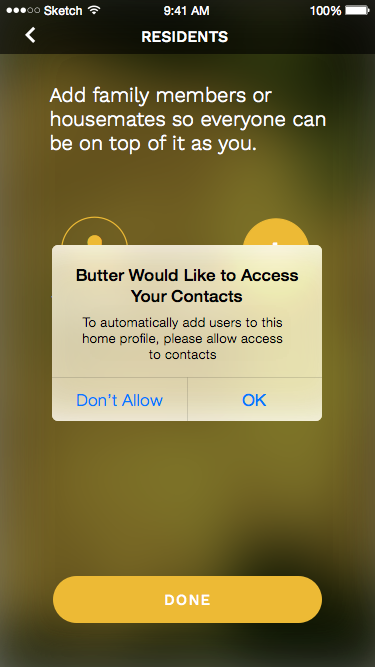 Sketch 9:41 AM 100%
RESIDENTS
Add family members or
housemates so everyone can
be on top of it as you.
Butter Would Like to Access
Your Contacts
To automatically add users to this
home profile, please allow access
to contacts
Don't Allow OK
DONE